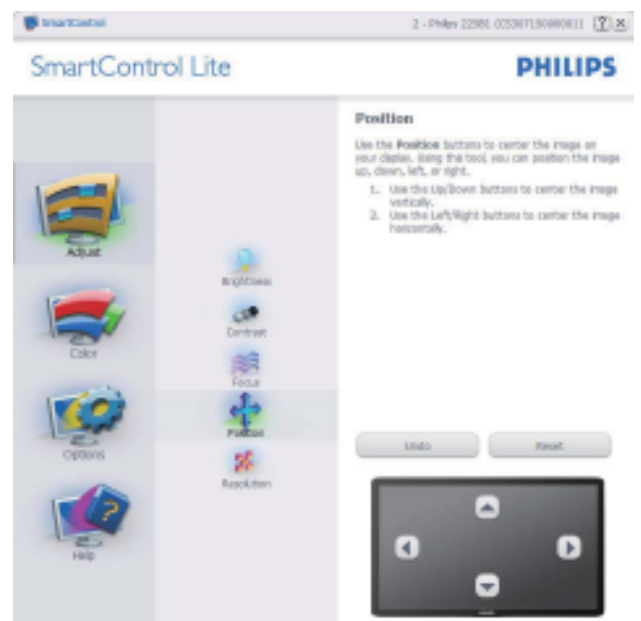 SmartControl
SmartControl Lite
PHILIPS
Adjust
Color
Options
Help
Brightness
Contrast
Focus
Position
Resolution
Position
Use the Position buttons to center the image on
your display. Using this tool, you can position the image
up, down, left, or right.
1. Use the Up/Down buttons to center the image
vertically.
2. Use the Left/Right buttons to center the image
horizontally.
Undo
Reset